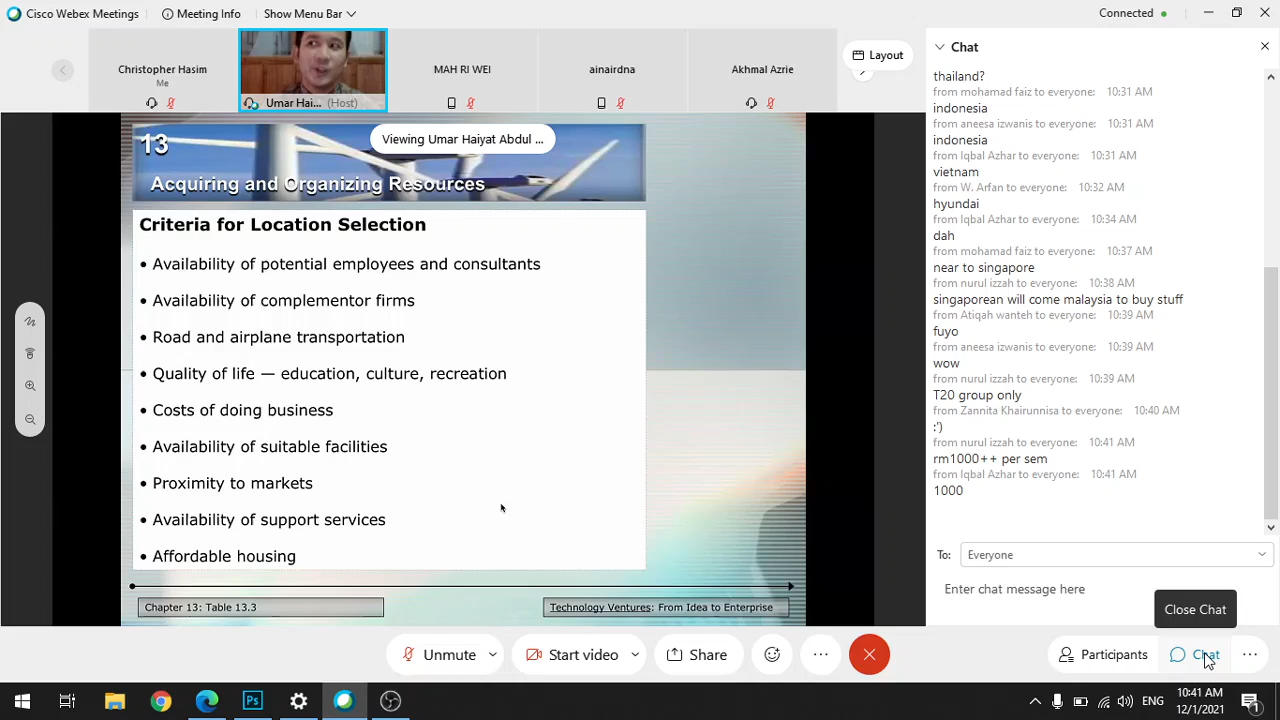 Cisco Webex Meetings
Meeting Info
Show Menu Bar
Connected
Christopher Hasim
Me
Umar Hai... (Host)
MAH RI WEI
ainairdna
Akhmal Azrie
Layout
Viewing Umar Haiyat Abdul ...
13
Acquiring and Organizing Resources
Criteria for Location Selection
• Availability of potential employees and consultants
• Availability of complementor firms
• Road and airplane transportation
• Quality of life — education, culture, recreation
• Costs of doing business
• Availability of suitable facilities
• Proximity to markets
• Availability of support services
• Affordable housing
Chapter 13: Table 13.3
Technology Ventures: From Idea to Enterprise
Chat
thailand?
from mohamad faiz to everyone: 10:31 AM
indonesia
from aneesa izwanis to everyone: 10:31 AM
indonesia
from Iqbal Azhar to everyone: 10:31 AM
vietnam
from W. Arfan to everyone: 10:32 AM
hyundai
from Iqbal Azhar to everyone: 10:34 AM
dah
from mohamad faiz to everyone: 10:37 AM
near to singapore
from nurul izzah to everyone: 10:38 AM
singaporean will come malaysia to buy stuff
from Atiqah wanteh to everyone: 10:39 AM
fuyo
from aneesa izwanis to everyone: 10:39 AM
wow
from nurul izzah to everyone: 10:39 AM
T20 group only
from Zannita Khairunnisa to everyone: 10:40 AM
:')
from nurul izzah to everyone: 10:41 AM
rm1000++ per sem
from Iqbal Azhar to everyone: 10:41 AM
1000
To: Everyone
Enter chat message here
Close Chat
Unmute
Start video
Share
Participants
Chat
Ps
ENG
10:41 AM
12/1/2021
1